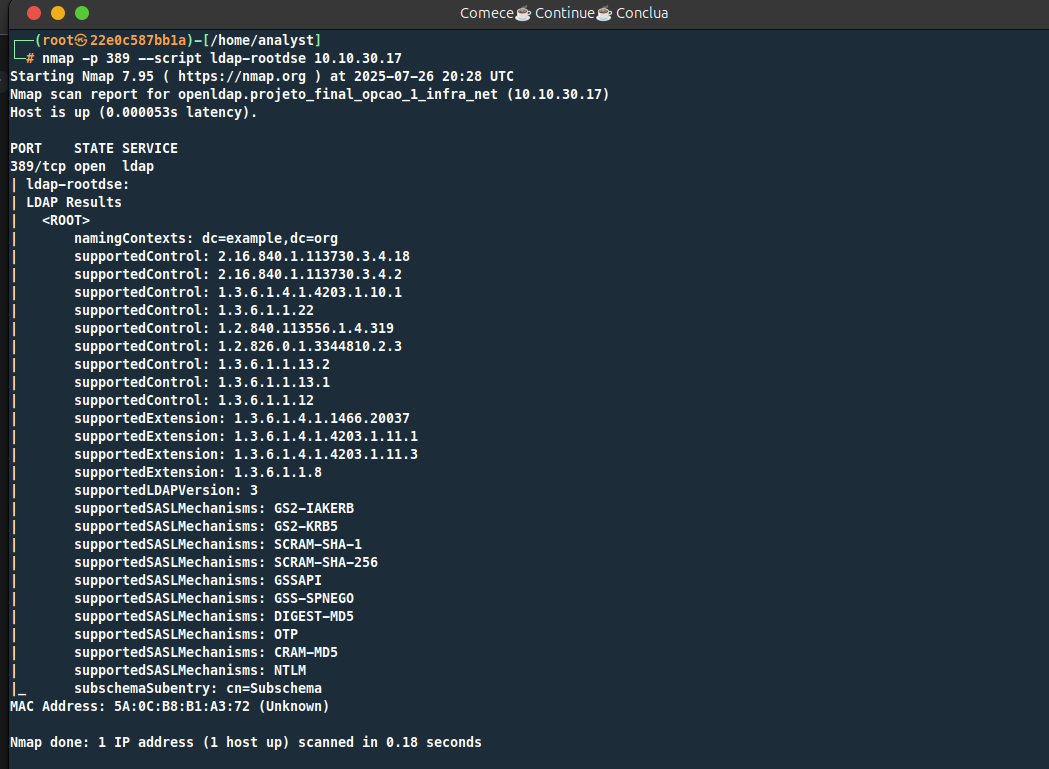 Comece☕ Continue☕ Conclua
┌──(root㉿22e0c587bb1a)-[/home/analyst]
└─# nmap -p 389 --script ldap-rootdse 10.10.30.17
Starting Nmap 7.95 ( https://nmap.org ) at 2025-07-26 20:28 UTC
Nmap scan report for openldap.projeto_final_opcao_1_infra_net (10.10.30.17)
Host is up (0.000053s latency).
PORT    STATE SERVICE
389/tcp open  ldap
| ldap-rootdse:
| LDAP Results
|   <ROOT>
|       namingContexts: dc=example,dc=org
|       supportedControl: 2.16.840.1.113730.3.4.18
|       supportedControl: 2.16.840.1.113730.3.4.2
|       supportedControl: 1.3.6.1.4.1.4203.1.10.1
|       supportedControl: 1.3.6.1.1.22
|       supportedControl: 1.2.840.113556.1.4.319
|       supportedControl: 1.2.826.0.1.3344810.2.3
|       supportedControl: 1.3.6.1.1.13.2
|       supportedControl: 1.3.6.1.1.13.1
|       supportedControl: 1.3.6.1.1.12
|       supportedExtension: 1.3.6.1.4.1.1466.20037
|       supportedExtension: 1.3.6.1.4.1.4203.1.11.1
|       supportedExtension: 1.3.6.1.4.1.4203.1.11.3
|       supportedExtension: 1.3.6.1.1.8
|       supportedLDAPVersion: 3
|       supportedSASLMechanisms: GS2-IAKERB
|       supportedSASLMechanisms: GS2-KRB5
|       supportedSASLMechanisms: SCRAM-SHA-1
|       supportedSASLMechanisms: SCRAM-SHA-256
|       supportedSASLMechanisms: GSSAPI
|       supportedSASLMechanisms: GSS-SPNEGO
|       supportedSASLMechanisms: DIGEST-MD5
|       supportedSASLMechanisms: OTP
|       supportedSASLMechanisms: CRAM-MD5
|       supportedSASLMechanisms: NTLM
|_      subschemaSubentry: cn=Subschema
MAC Address: 5A:0C:B8:B1:A3:72 (Unknown)
Nmap done: 1 IP address (1 host up) scanned in 0.18 seconds